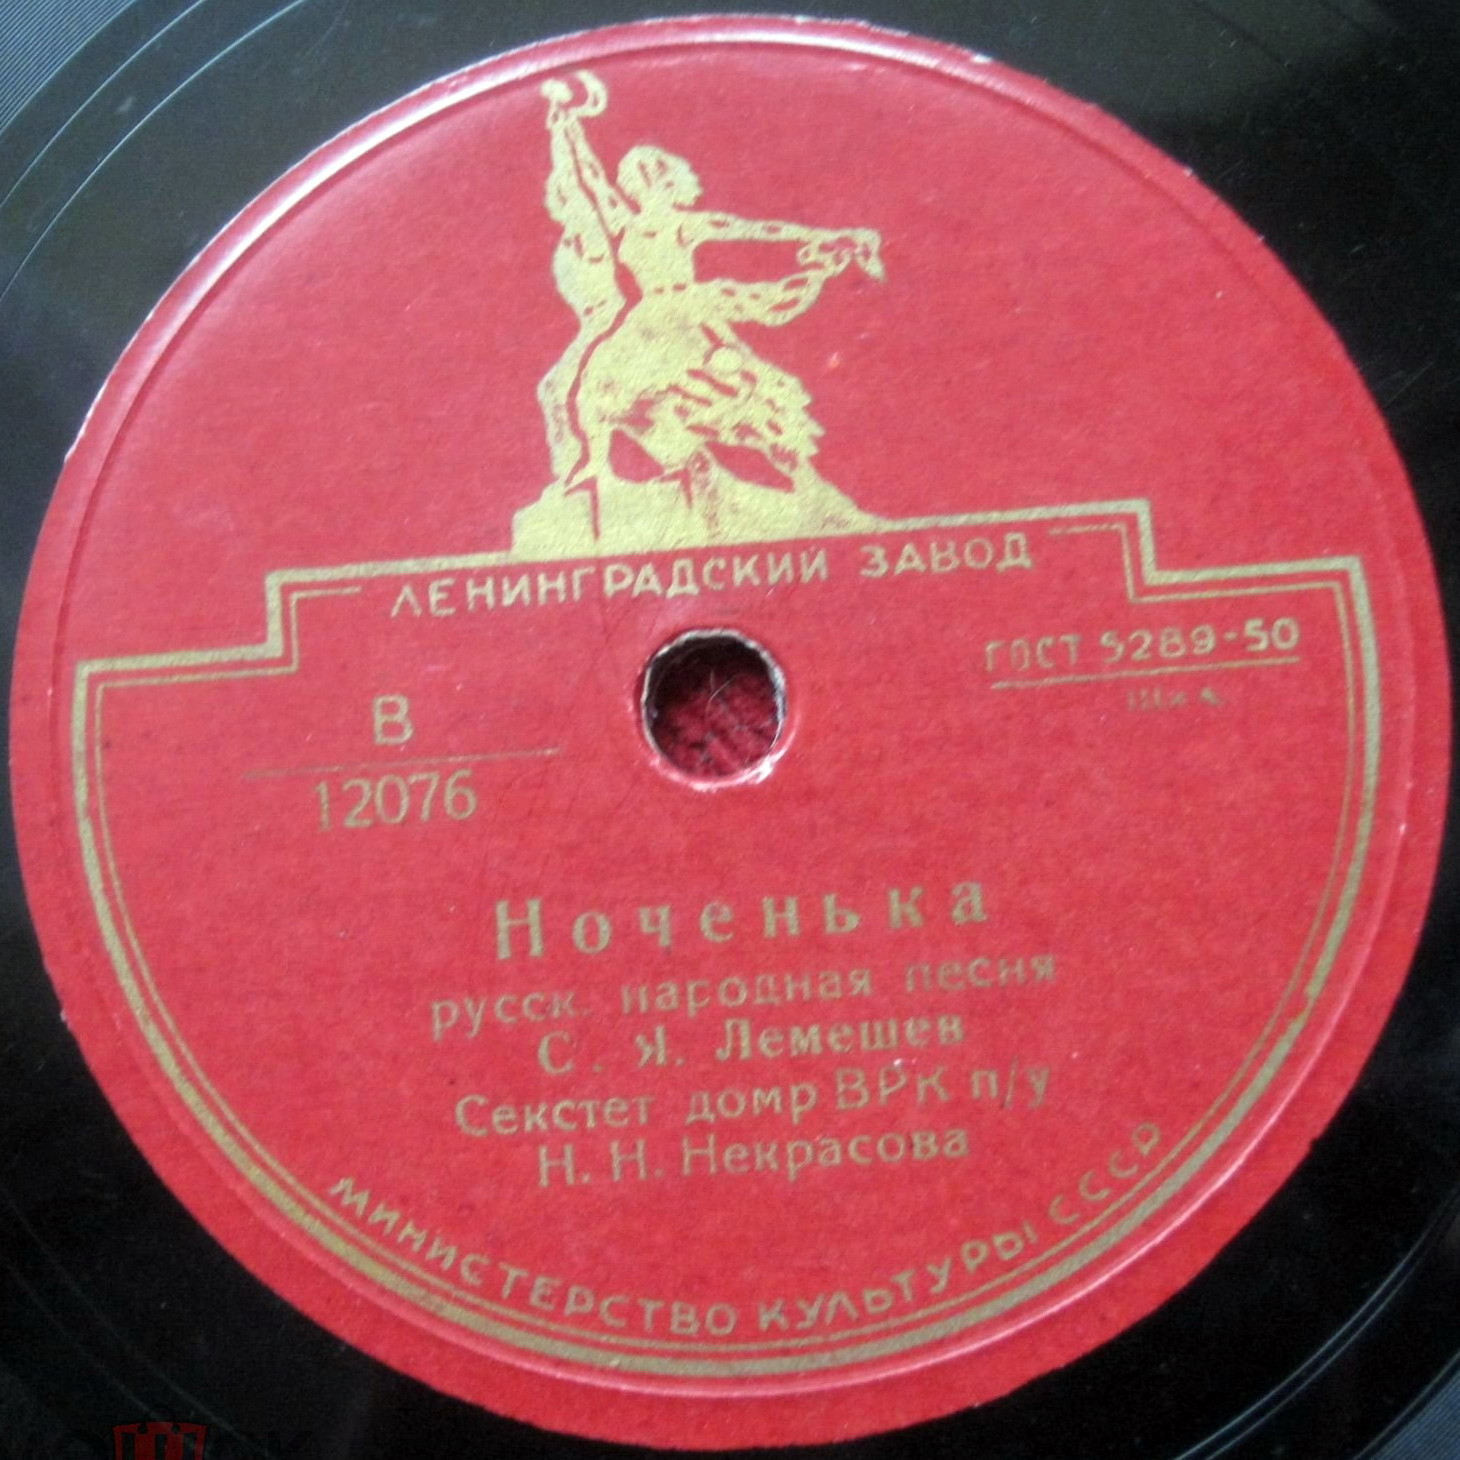 ЛЕНИНГРАДСКИЙ ЗАВОД
ГОСТ 5289-50
В
12076
Ноченька
русск. народная песня
С. Я. Лемешев
Секстет домр ВРК п/у
Н. Н. Некрасова
МИНИСТЕРСТВО КУЛЬТУРЫ СССР